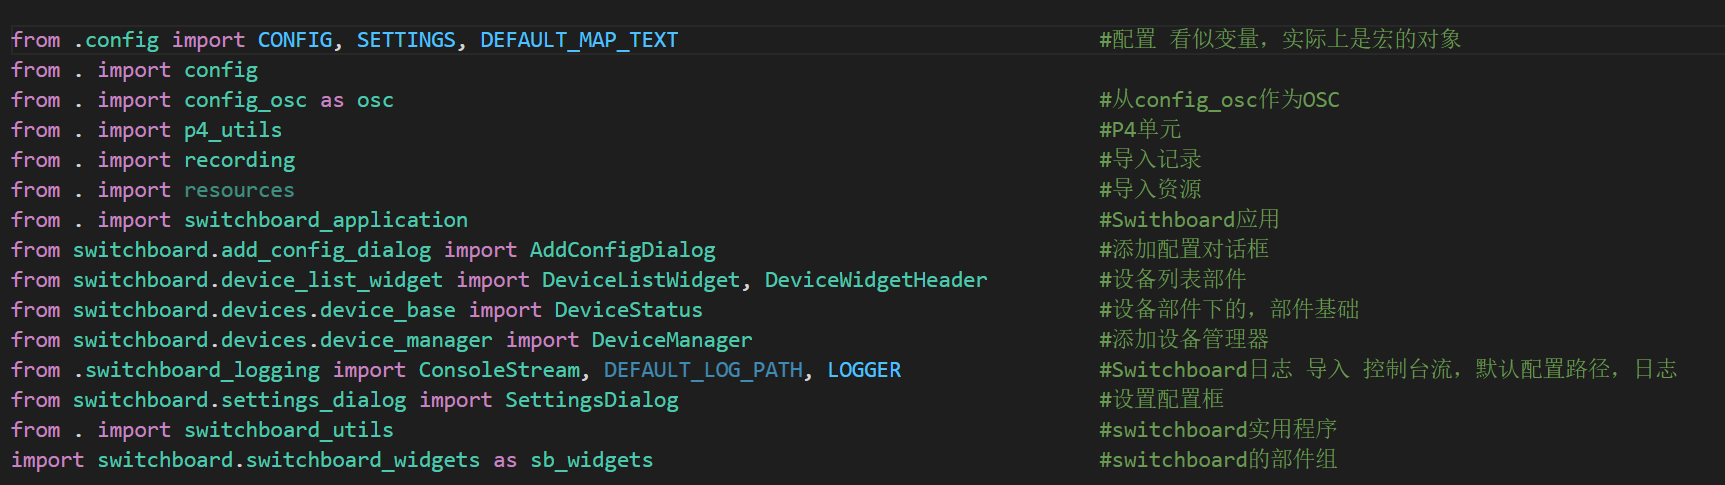 from .config import CONFIG, SETTINGS, DEFAULT_MAP_TEXT #配置 看似变量，实际上是宏的对象
from . import config
from . import config_osc as osc #从config_osc作为OSC
from . import p4_utils #P4单元
from . import recording #导入记录
from . import resources #导入资源
from . import switchboard_application #Swithboard应用
from switchboard.add_config_dialog import AddConfigDialog #添加配置对话框
from switchboard.device_list_widget import DeviceListWidget, DeviceWidgetHeader #设备列表部件
from switchboard.devices.device_base import DeviceStatus #设备部件下的，部件基础
from switchboard.devices.device_manager import DeviceManager #添加设备管理器
from .switchboard_logging import ConsoleStream, DEFAULT_LOG_PATH, LOGGER #Switchboard日志 导入 控制台流，默认配置路径，日志
from switchboard.settings_dialog import SettingsDialog #设置配置框
from . import switchboard_utils #switchboard实用程序
import switchboard.switchboard_widgets as sb_widgets #switchboard的部件组